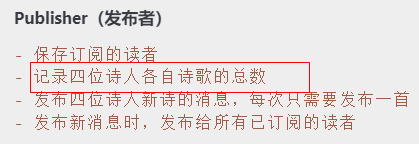 Publisher（发布者）
- 保存订阅的读者
- 记录四位诗人各自诗歌的总数
- 发布四位诗人新诗的消息，每次只需要发布一首
- 发布新消息时，发布给所有已订阅的读者